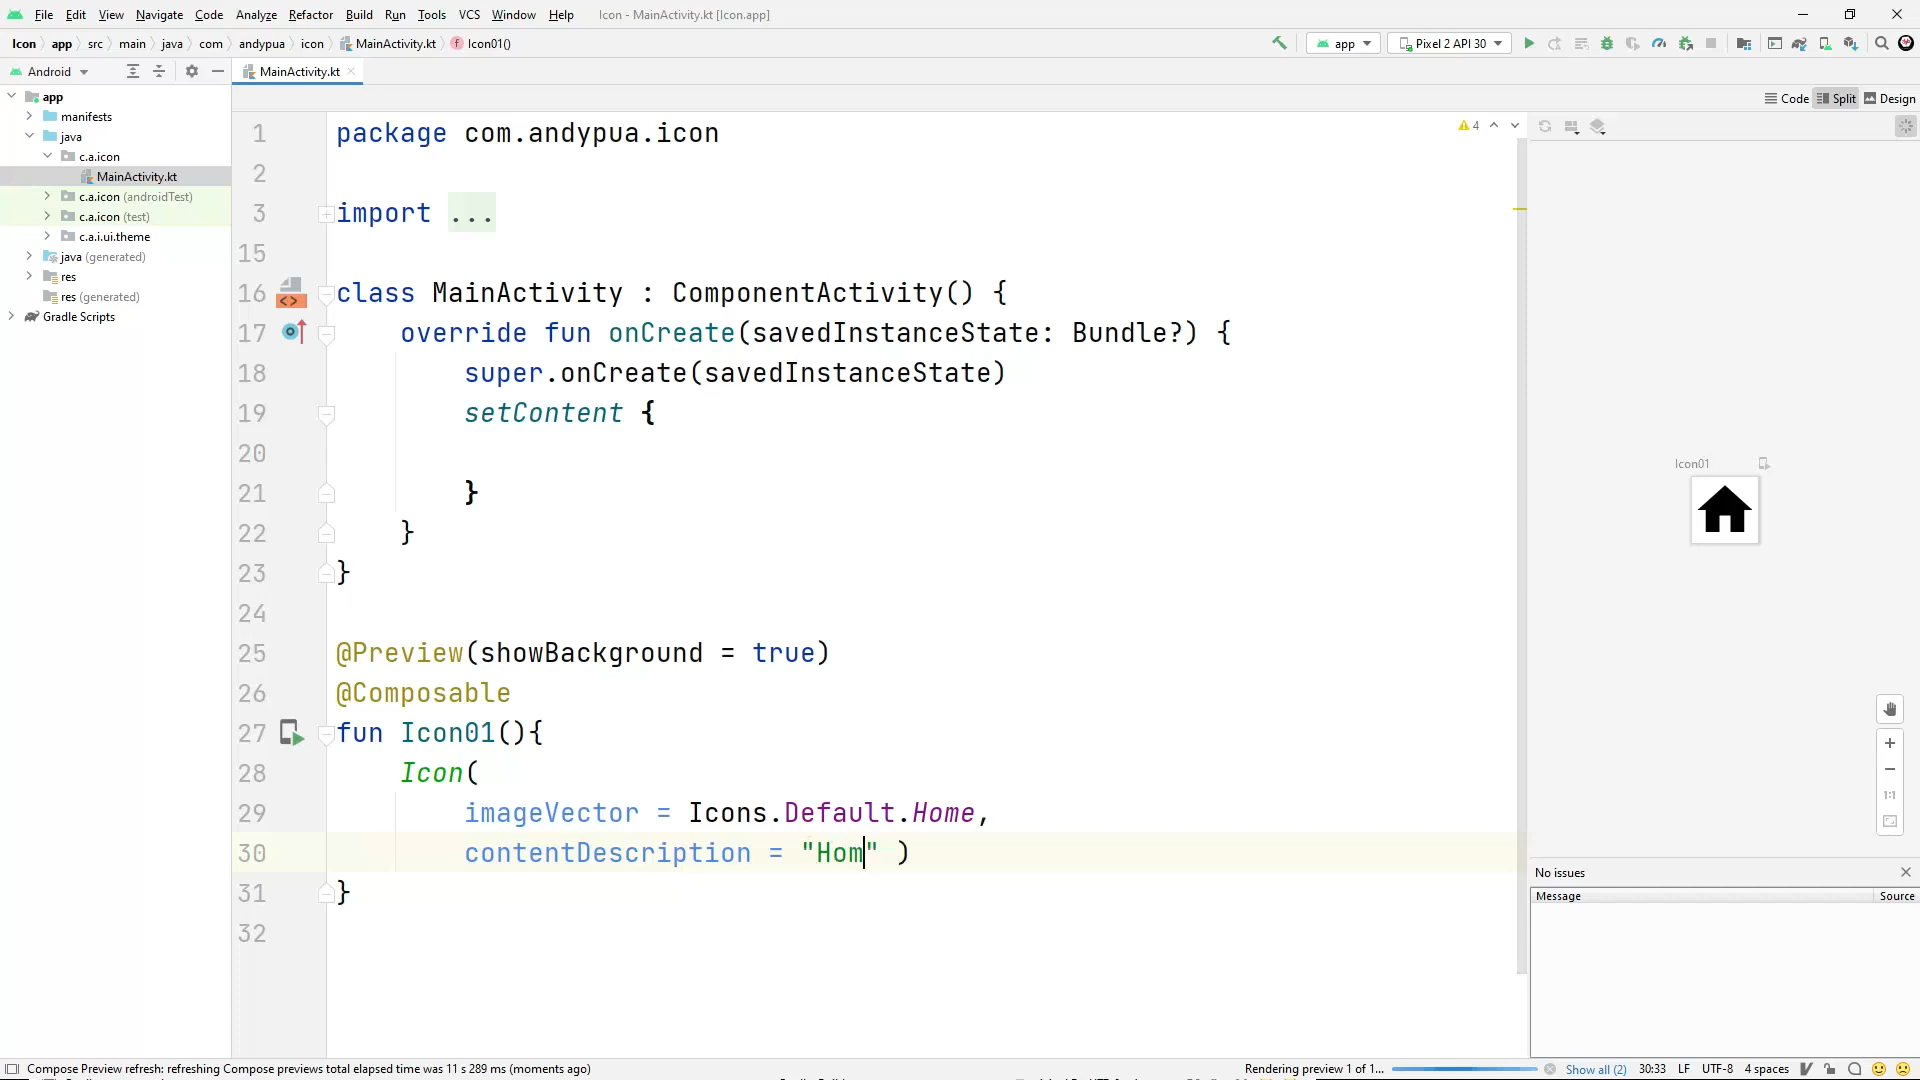 File Edit View Navigate Code Analyze Refactor Build Run Tools VCS Window Help Icon - MainActivity.kt [Icon.app]
Icon app src main java com andypua icon MainActivity.kt Icon01() app Pixel 2 API 30
Android MainActivity.kt
Code Split Design
app
manifests
java
c.a.icon
MainActivity.kt
c.a.icon (androidTest)
c.a.icon (test)
c.a.i.ui.theme
java (generated)
res
res (generated)
Gradle Scripts
4
1 package com.andypua.icon
2
3 import ...
15
16 class MainActivity : ComponentActivity() {
17 override fun onCreate(savedInstanceState: Bundle?) {
18 super.onCreate(savedInstanceState)
19 setContent {
20
21 }
22 }
23 }
24
25 @Preview(showBackground = true)
26 @Composable
27 fun Icon01(){
28 Icon(
29 imageVector = Icons.Default.Home,
30 contentDescription = "Hom" )
31 }
32
Icon01
1:1
No issues
Message Source
Compose Preview refresh: refreshing Compose previews total elapsed time was 11 s 289 ms (moments ago) Rendering preview 1 of 1... Show all (2) 30:33 LF UTF-8 4 spaces